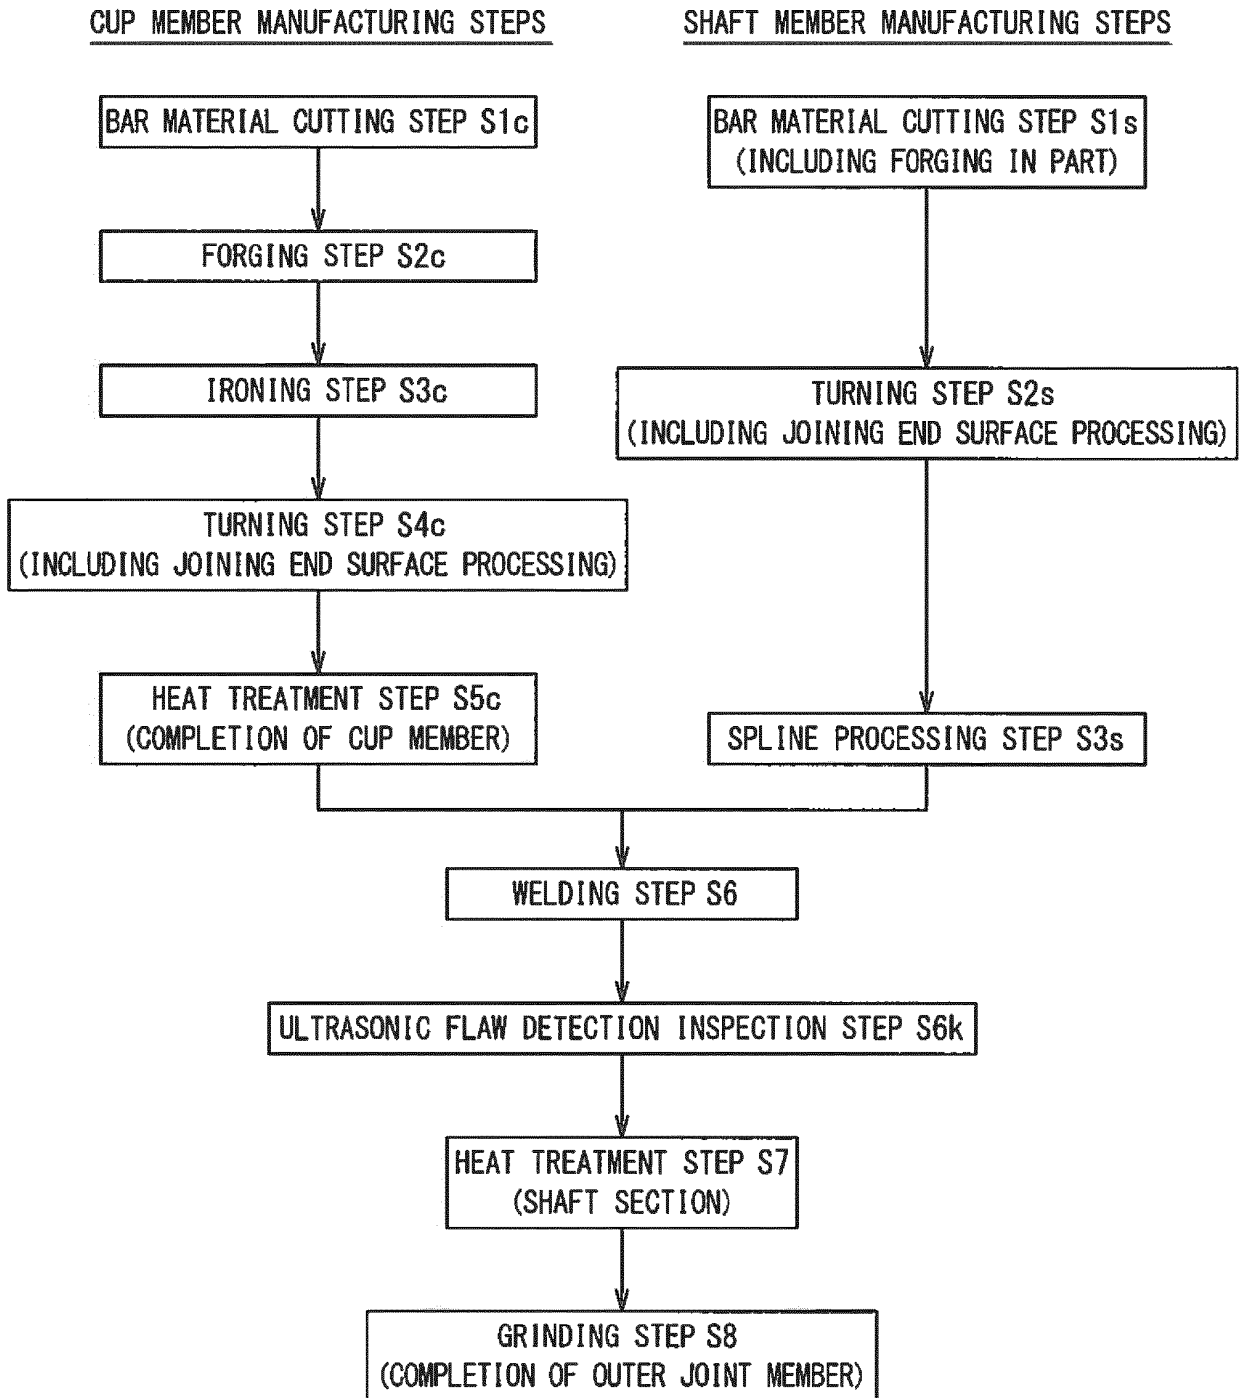 CUP MEMBER MANUFACTURING STEPS
SHAFT MEMBER MANUFACTURING STEPS
BAR MATERIAL CUTTING STEP S1c
BAR MATERIAL CUTTING STEP S1s
(INCLUDING FORGING IN PART)
FORGING STEP S2c
IRONING STEP S3c
TURNING STEP S2s
(INCLUDING JOINING END SURFACE PROCESSING)
TURNING STEP S4c
(INCLUDING JOINING END SURFACE PROCESSING)
HEAT TREATMENT STEP S5c
(COMPLETION OF CUP MEMBER)
SPLINE PROCESSING STEP S3s
WELDING STEP S6
ULTRASONIC FLAW DETECTION INSPECTION STEP S6k
HEAT TREATMENT STEP S7
(SHAFT SECTION)
GRINDING STEP S8
(COMPLETION OF OUTER JOINT MEMBER)